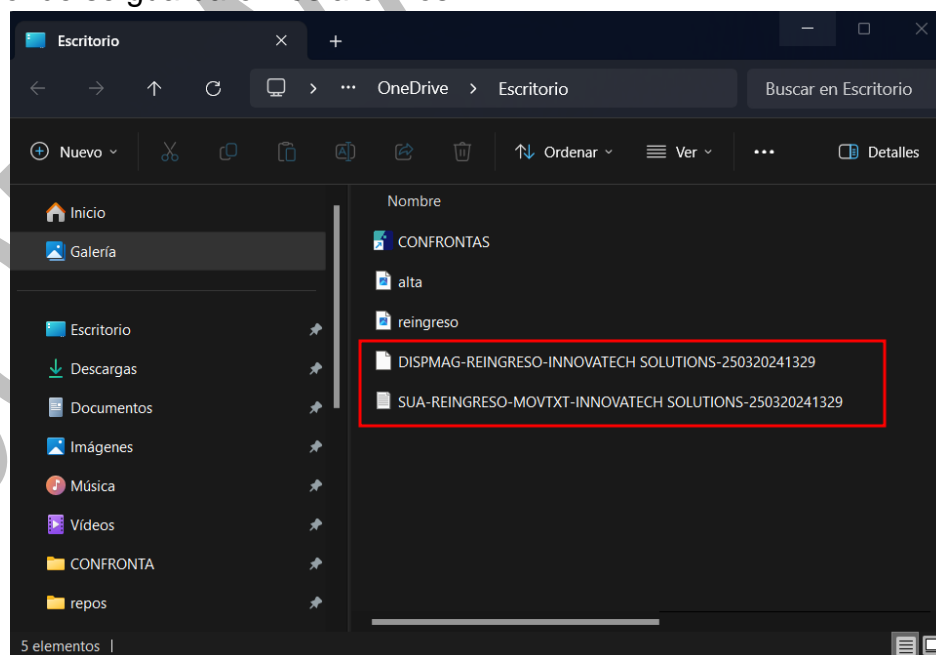 Escritorio
OneDrive > Escritorio
Buscar en Escritorio
Nuevo
Ordenar
Ver
Detalles
Inicio
Galería
Escritorio
Descargas
Documentos
Imágenes
Música
Vídeos
CONFRONTA
repos
Nombre
CONFRONTAS
alta
reingreso
DISPMAG-REINGRESO-INNOVATECH SOLUTIONS-250320241329
SUA-REINGRESO-MOVTXT-INNOVATECH SOLUTIONS-250320241329
5 elementos